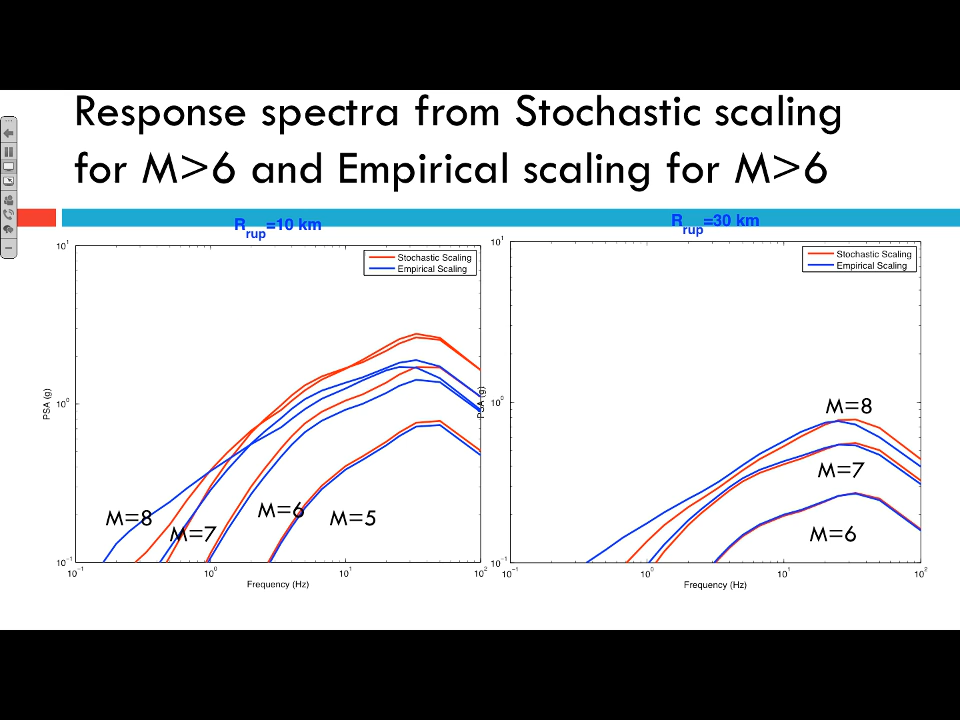 Response spectra from Stochastic scaling
for M>6 and Empirical scaling for M>6
Rrup=10 km
Rrup=30 km
Stochastic Scaling
Empirical Scaling
Stochastic Scaling
Empirical Scaling
PSA (g)
10^1
10^0
10^-1
M=8
M=7
M=6
M=5
10^-1
10^0
10^1
10^2
Frequency (Hz)
PSA (g)
10^1
10^0
10^-1
M=8
M=7
M=6
10^-1
10^0
10^1
10^2
Frequency (Hz)